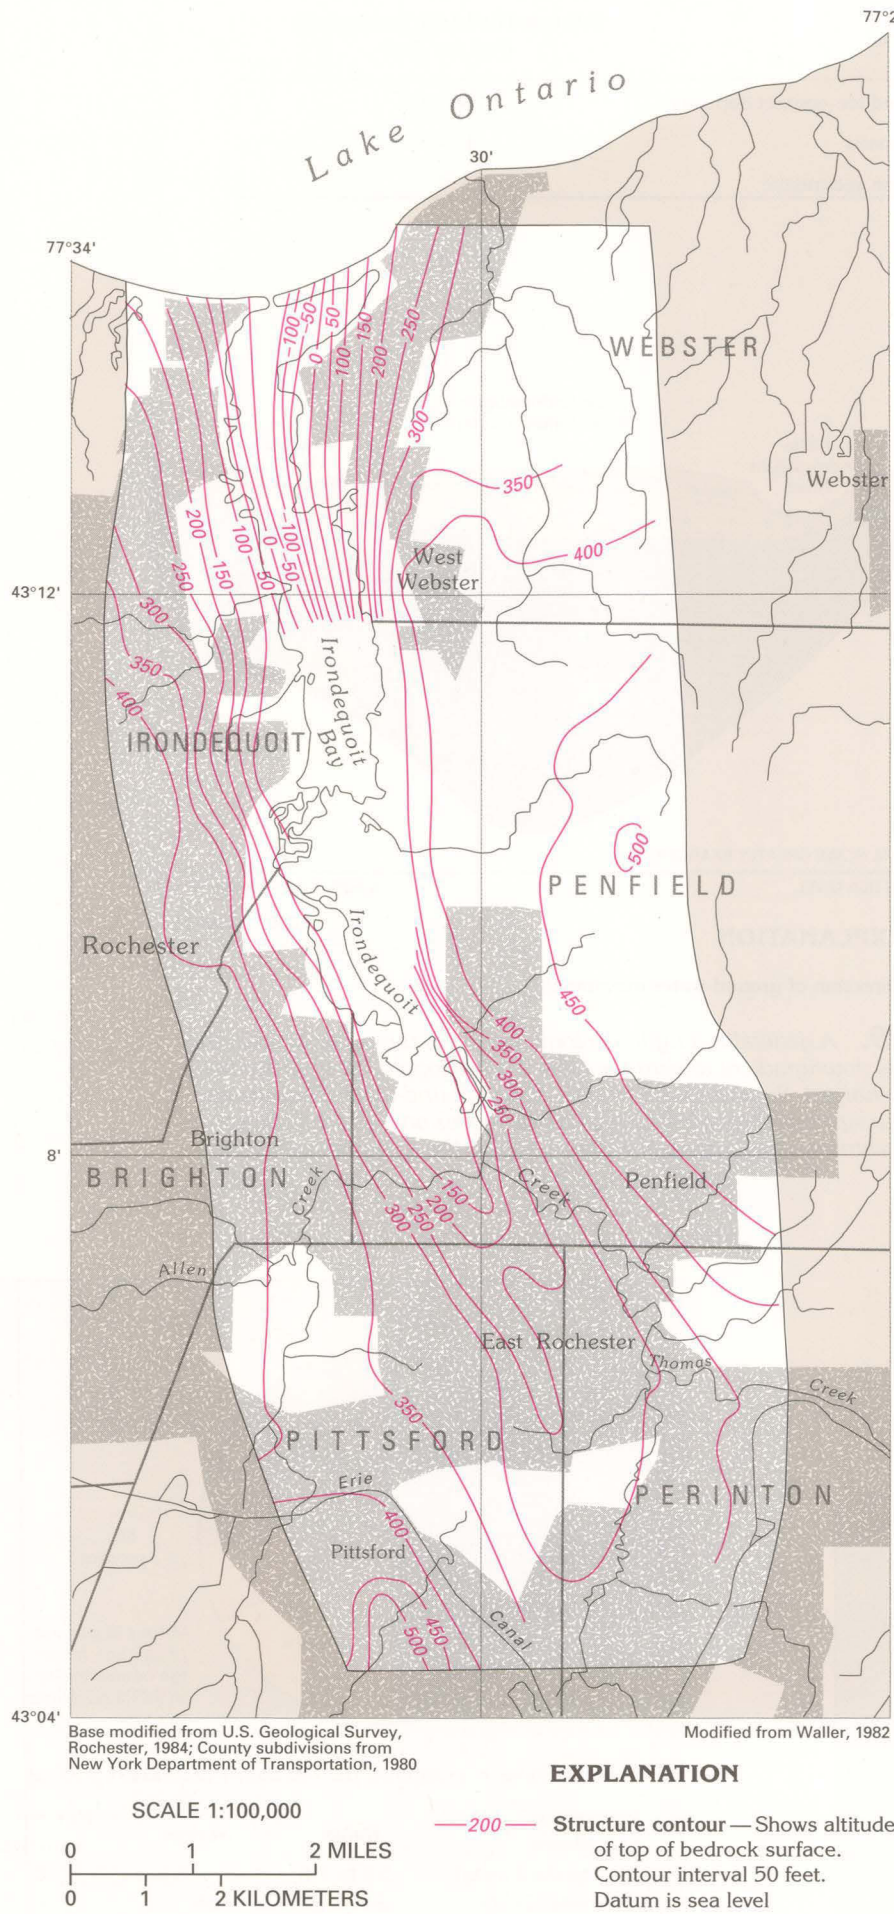 77°2
Lake Ontario
30'
77°34'
-100
-50
0
50
100
150
200
250
WEBSTER
300
350
Webster
400
West
Webster
200
250
150
100
50
0
-50
-100
43°12'
300
350
400
Irondequoit
Bay
IRONDEQUOIT
500
PENFIELD
Rochester
Irondequoit
450
400
350
300
250
Brighton
8'
BRIGHTON
Creek
Creek
Penfield
150
200
250
300
Allen
East Rochester
Thomas
Creek
350
PITTSFORD
Erie
PERINTON
400
Pittsford
Canal
450
500
43°04'
Base modified from U.S. Geological Survey,
Rochester, 1984; County subdivisions from
New York Department of Transportation, 1980
Modified from Waller, 1982
EXPLANATION
SCALE 1:100,000
0 1 2 MILES
0 1 2 KILOMETERS
200
Structure contour — Shows altitude
of top of bedrock surface.
Contour interval 50 feet.
Datum is sea level